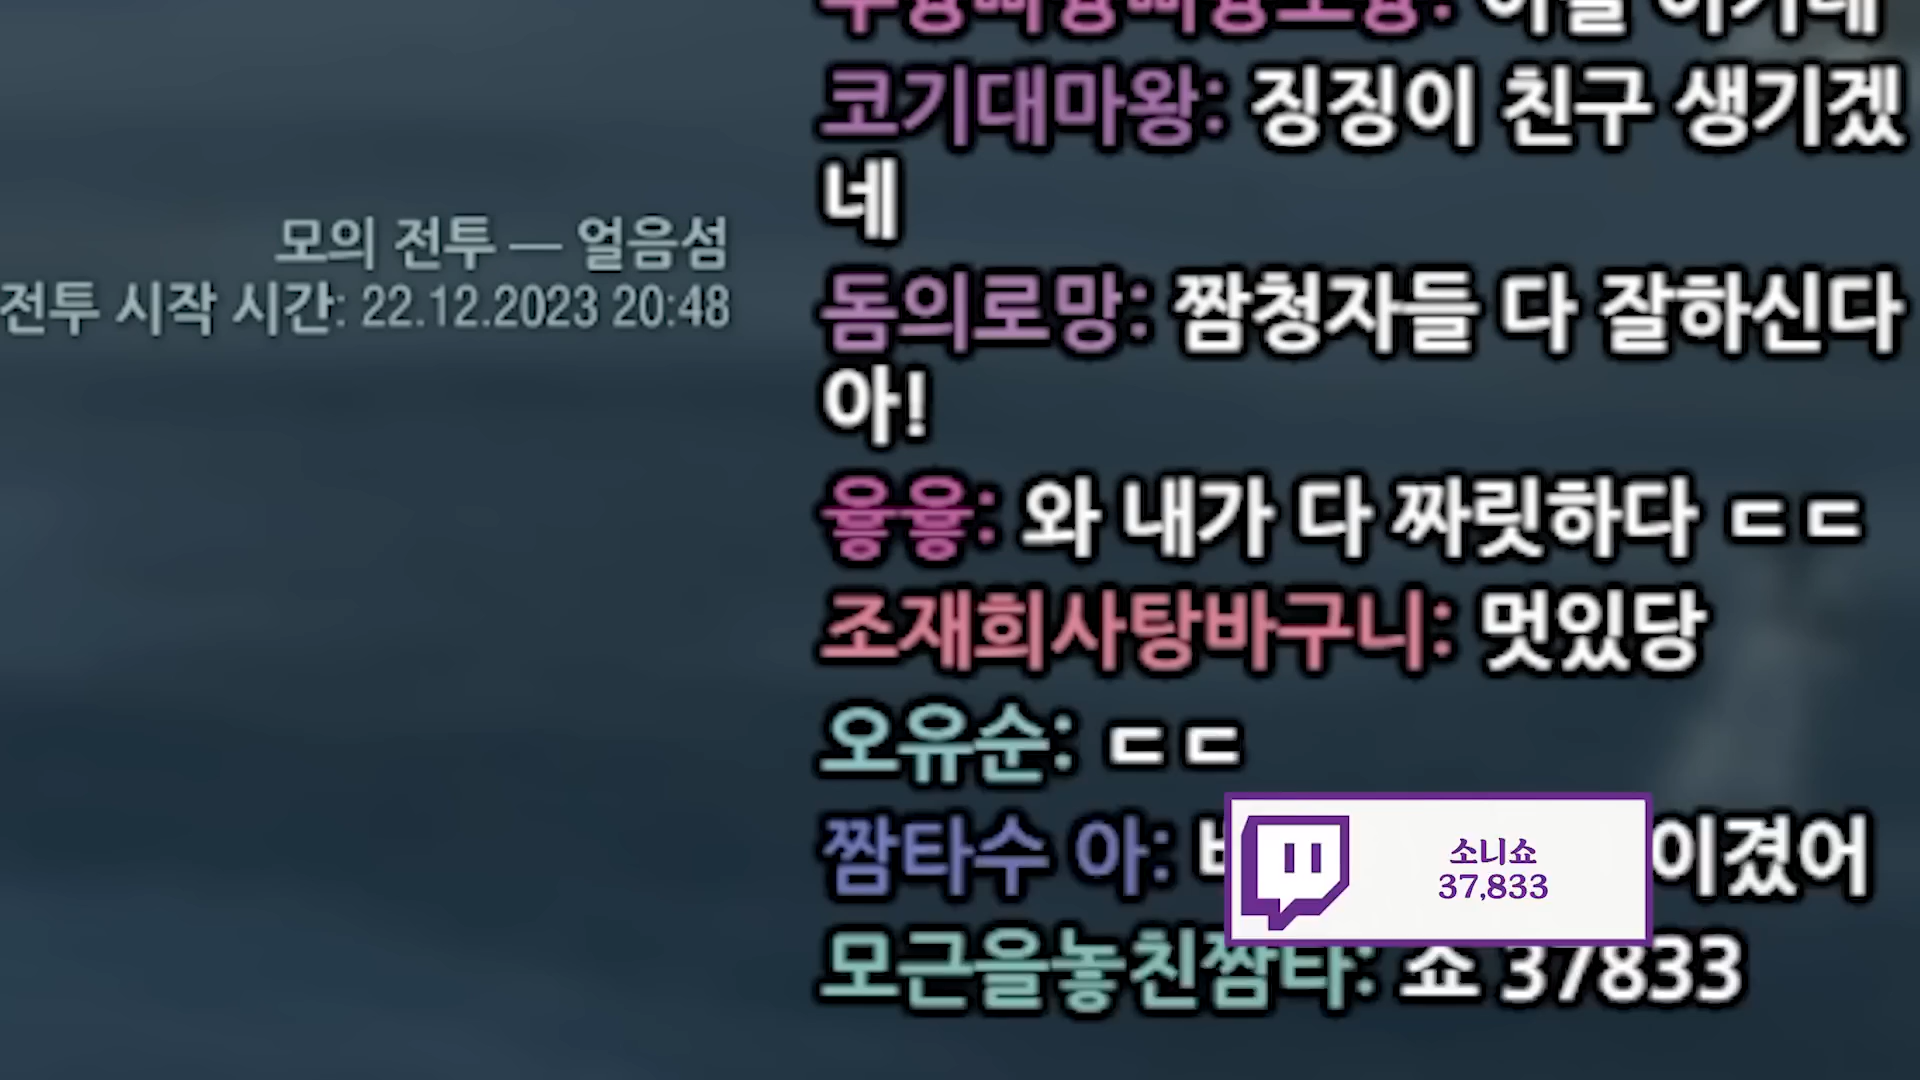 코기대마왕: 징징이 친구 생기겠
네
모의 전투 — 얼음섬
전투 시작 시간: 22.12.2023 20:48
돔의로망: 짬청자들 다 잘하신다
아!
윻윻: 와 내가 다 짜릿하다 ㄷㄷ
조재희사탕바구니: 멋있당
오유순: ㄷㄷ
짬타수 아: 이겼어
소니쇼
37,833
모근을놓친짬타: 쇼 37833